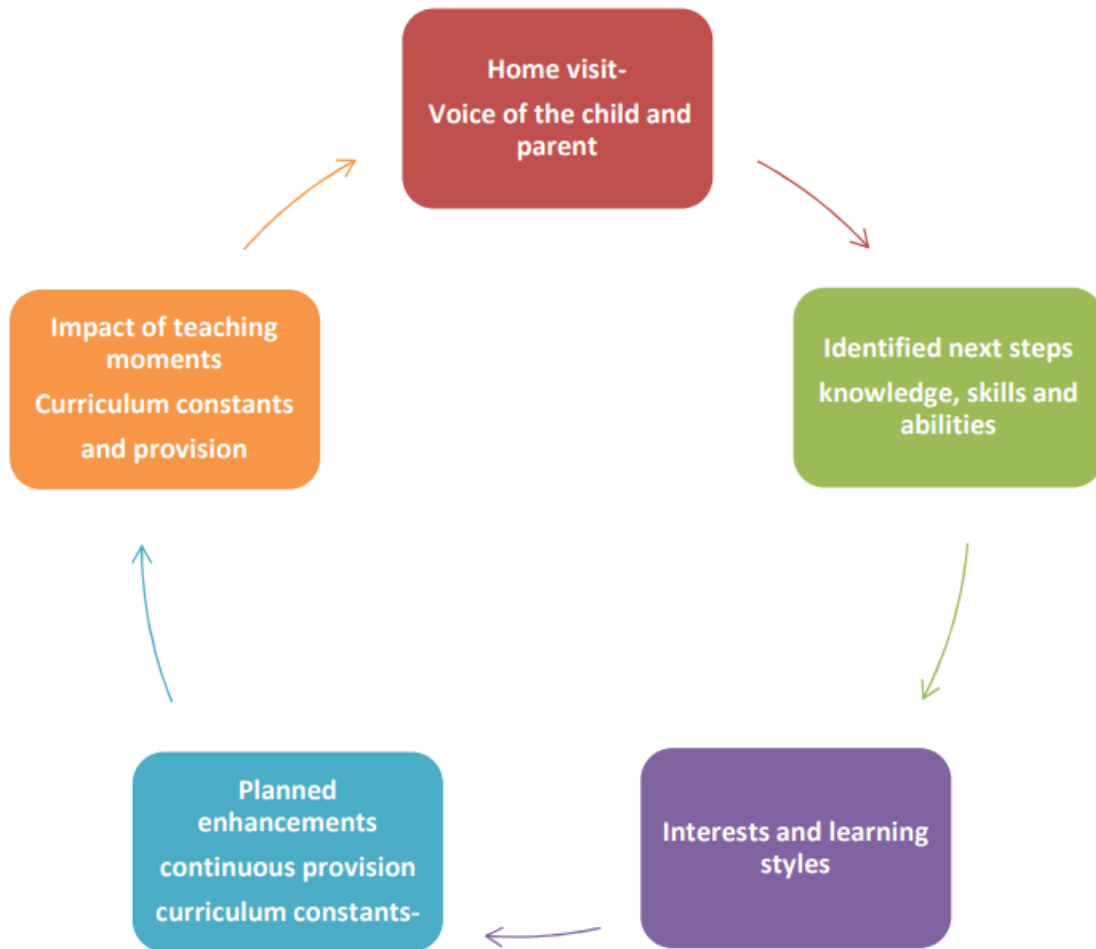 Home visit-
Voice of the child and
parent
Identified next steps
knowledge, skills and
abilities
Interests and learning
styles
Planned
enhancements
continuous provision
curriculum constants-
Impact of teaching
moments
Curriculum constants
and provision